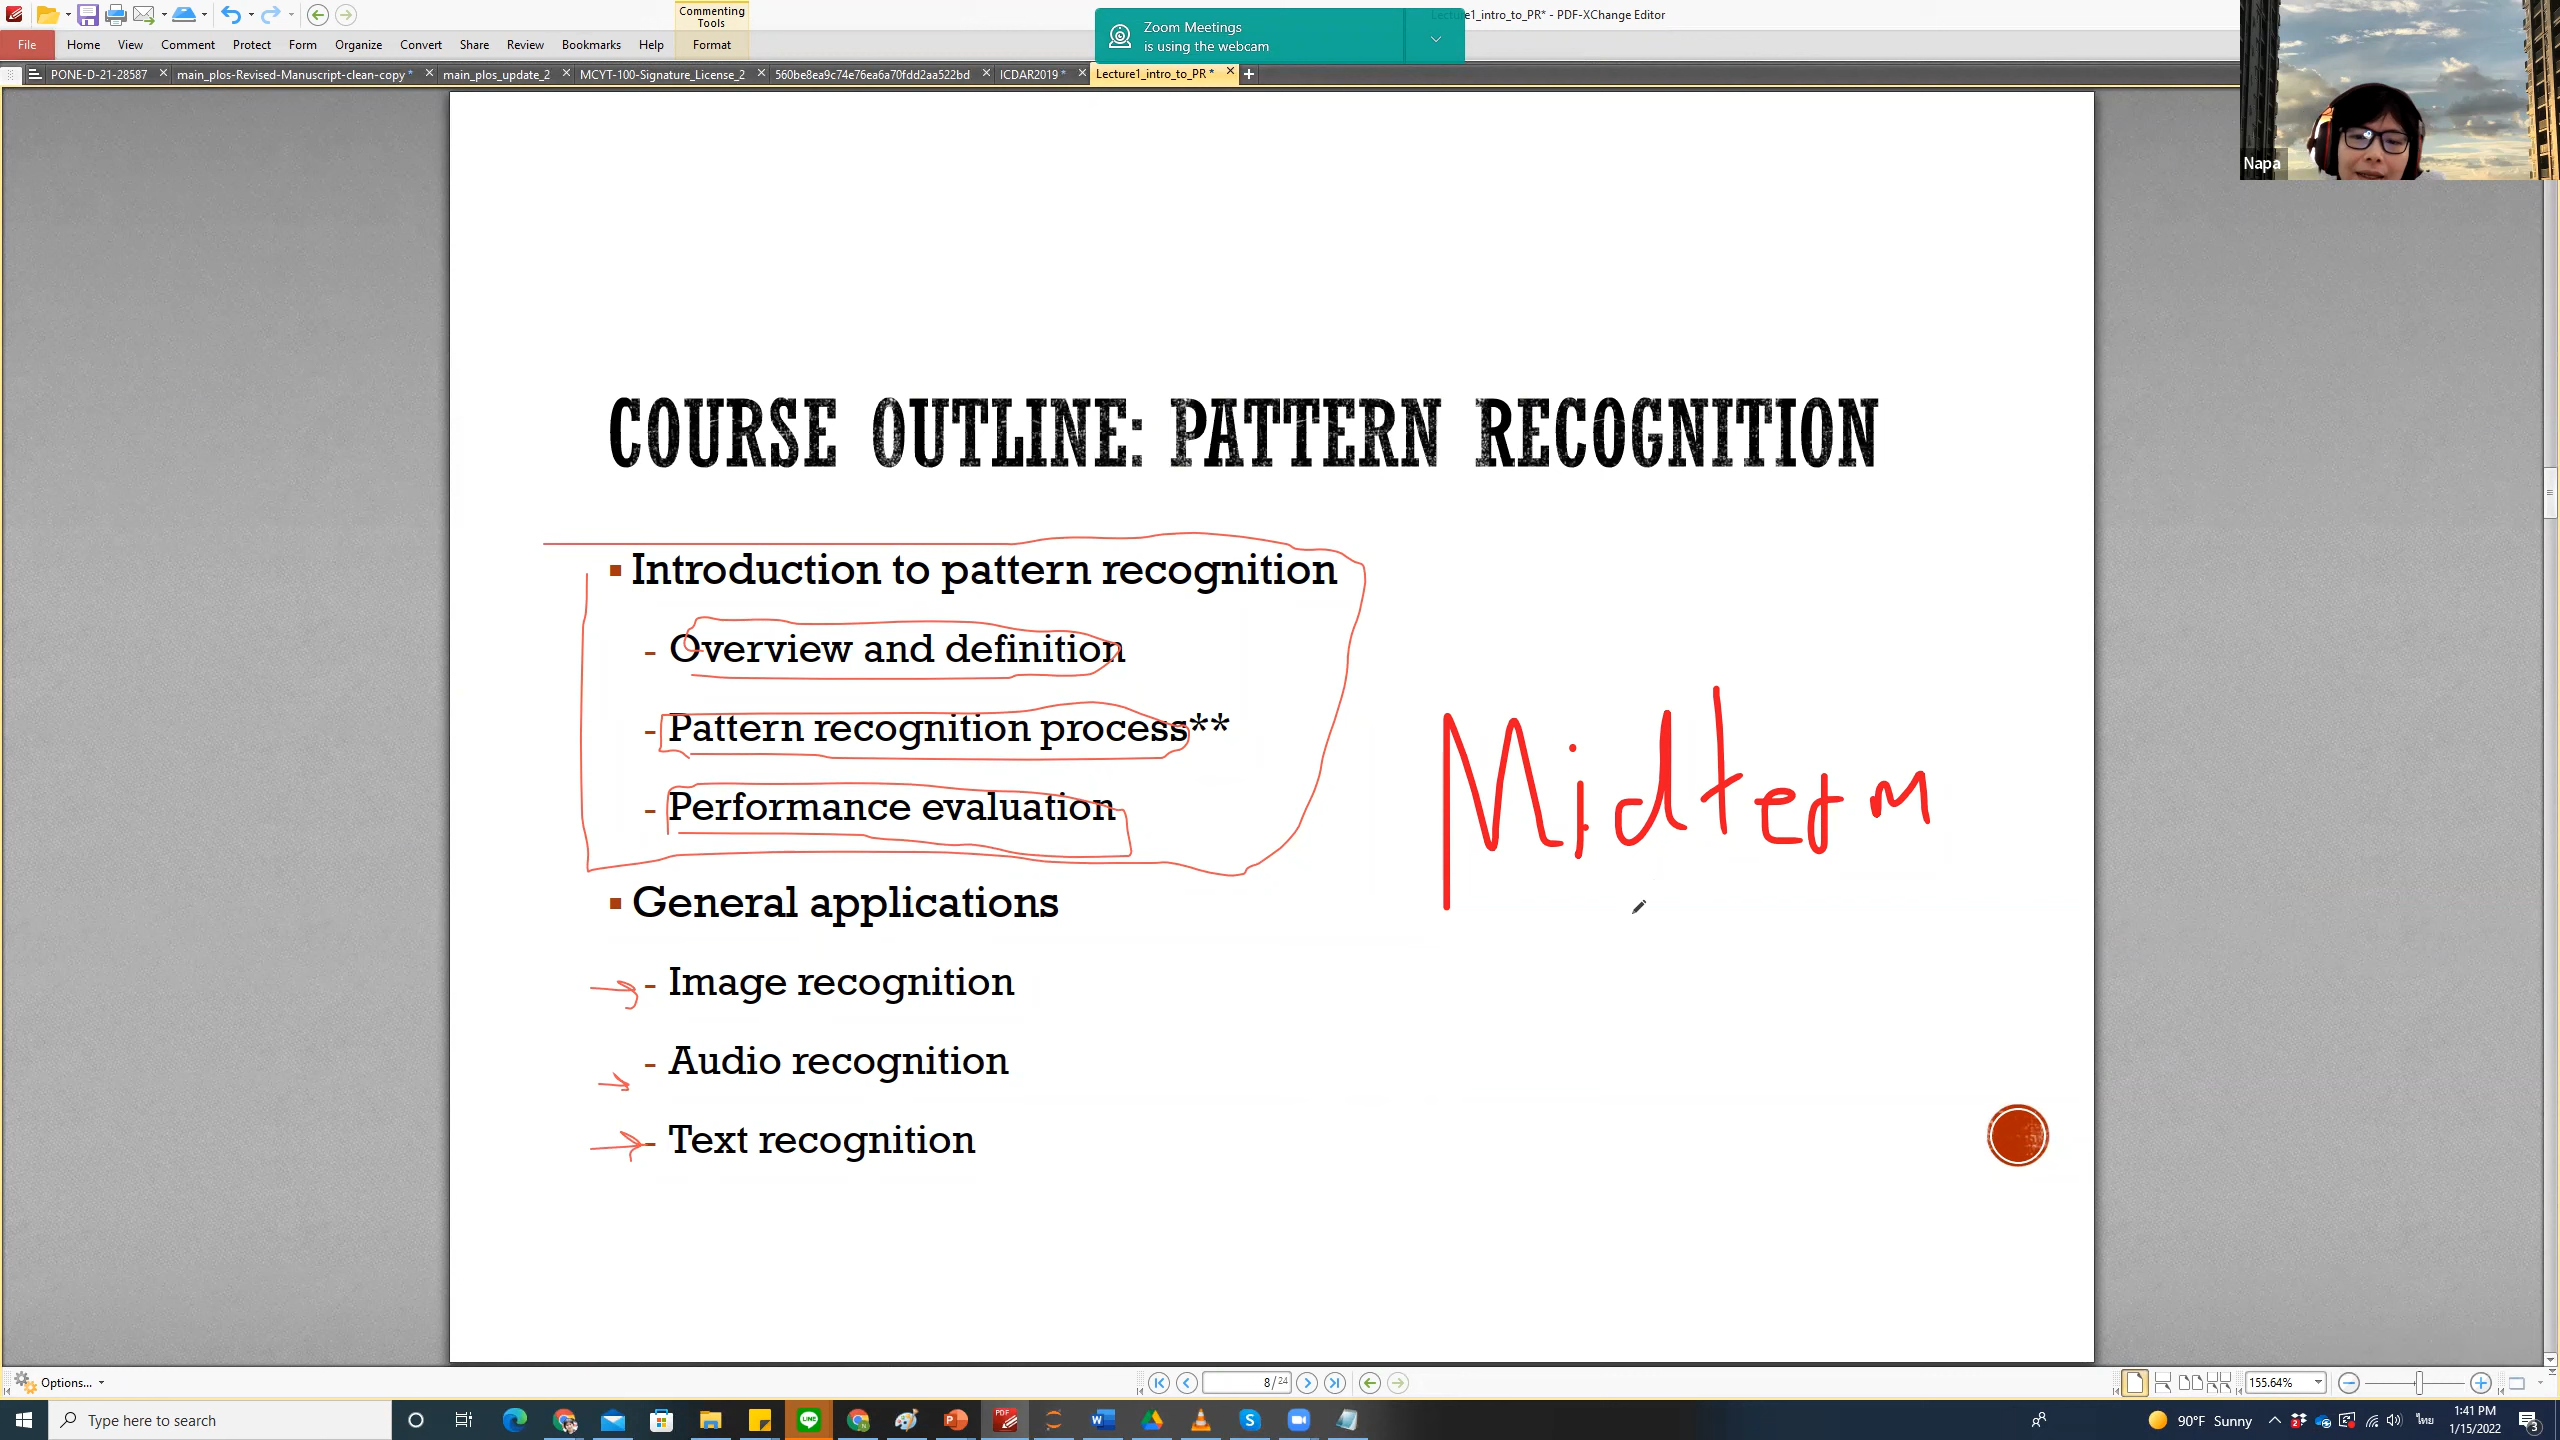 Commenting
Tools
Lecture1_intro_to_PR* - PDF-XChange Editor
Zoom Meetings
is using the webcam
File Home View Comment Protect Form Organize Convert Share Review Bookmarks Help Format
PONE-D-21-28587 main_plos-Revised-Manuscript-clean-copy * main_plos_update_2 MCYT-100-Signature_License_2 560be8ea9c74e76ea6a70fdd2aa522bd ICDAR2019 * Lecture1_intro_to_PR *
Napa
COURSE OUTLINE: PATTERN RECOGNITION
Introduction to pattern recognition
- Overview and definition
- Pattern recognition process**
- Performance evaluation
Midterm
General applications
- Image recognition
- Audio recognition
- Text recognition
Options... 8/24 155.64%
Type here to search 90°F Sunny ไทย 1:41 PM
1/15/2022 3